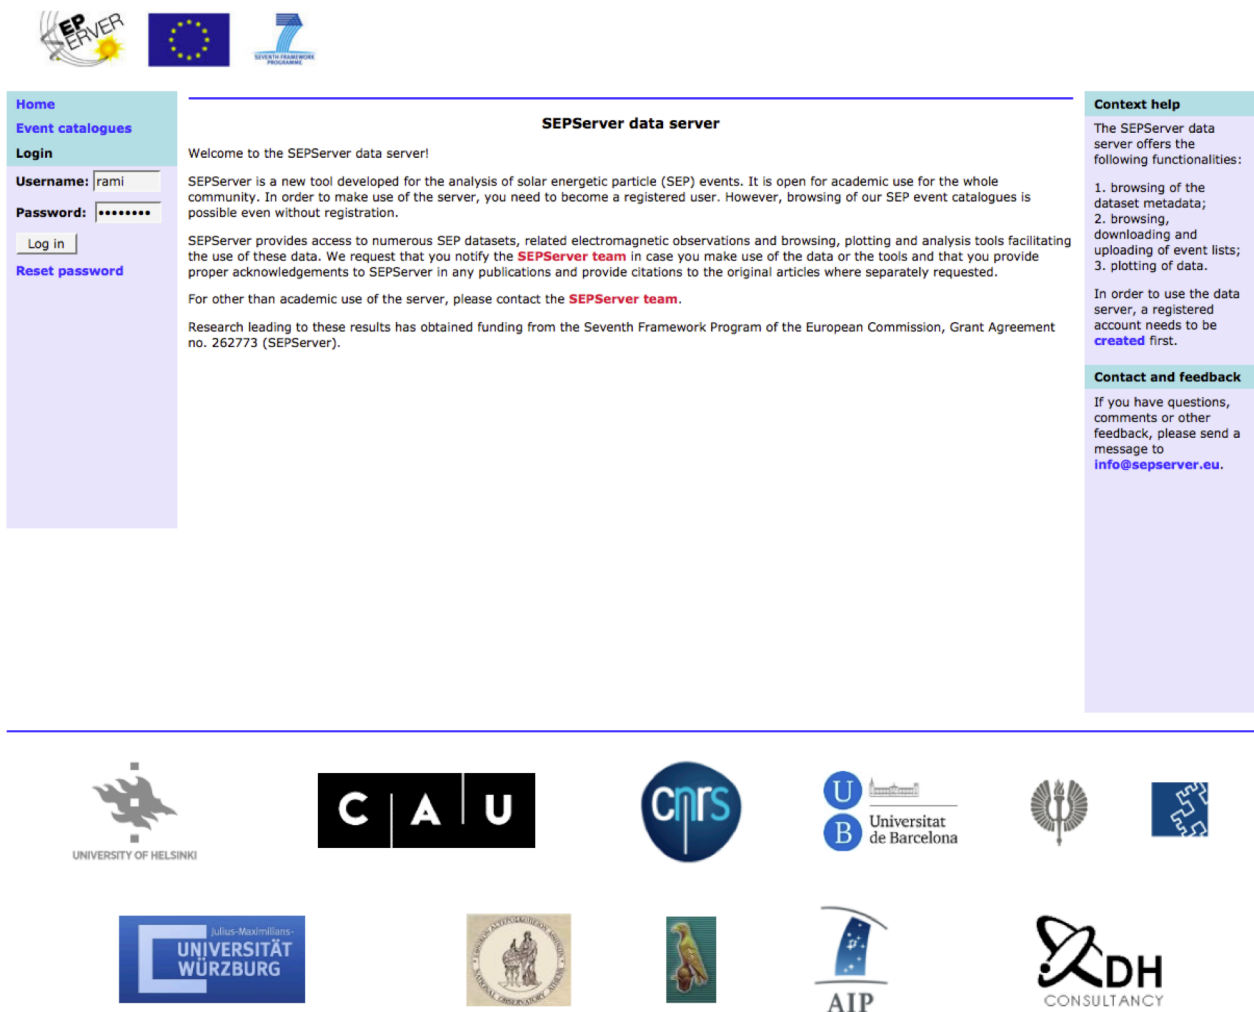 EP
SERVER
SEVENTH FRAMEWORK
PROGRAMME
Home
Event catalogues
Login
Username: rami
Password: ••••••••
Log in
Reset password
SEPServer data server
Welcome to the SEPServer data server!
SEPServer is a new tool developed for the analysis of solar energetic particle (SEP) events. It is open for academic use for the whole
community. In order to make use of the server, you need to become a registered user. However, browsing of our SEP event catalogues is
possible even without registration.
SEPServer provides access to numerous SEP datasets, related electromagnetic observations and browsing, plotting and analysis tools facilitating
the use of these data. We request that you notify the SEPServer team in case you make use of the data or the tools and that you provide
proper acknowledgements to SEPServer in any publications and provide citations to the original articles where separately requested.
For other than academic use of the server, please contact the SEPServer team.
Research leading to these results has obtained funding from the Seventh Framework Program of the European Commission, Grant Agreement
no. 262773 (SEPServer).
Context help
The SEPServer data
server offers the
following functionalities:
1. browsing of the
dataset metadata;
2. browsing,
downloading and
uploading of event lists;
3. plotting of data.
In order to use the data
server, a registered
account needs to be
created first.
Contact and feedback
If you have questions,
comments or other
feedback, please send a
message to
info@sepserver.eu.
UNIVERSITY OF HELSINKI
C A U
cnrs
U
B
Universitat
de Barcelona
Julius-Maximilians-
UNIVERSITÄT
WÜRZBURG
NATIONAL OBSERVATORY
AIP
DH
CONSULTANCY